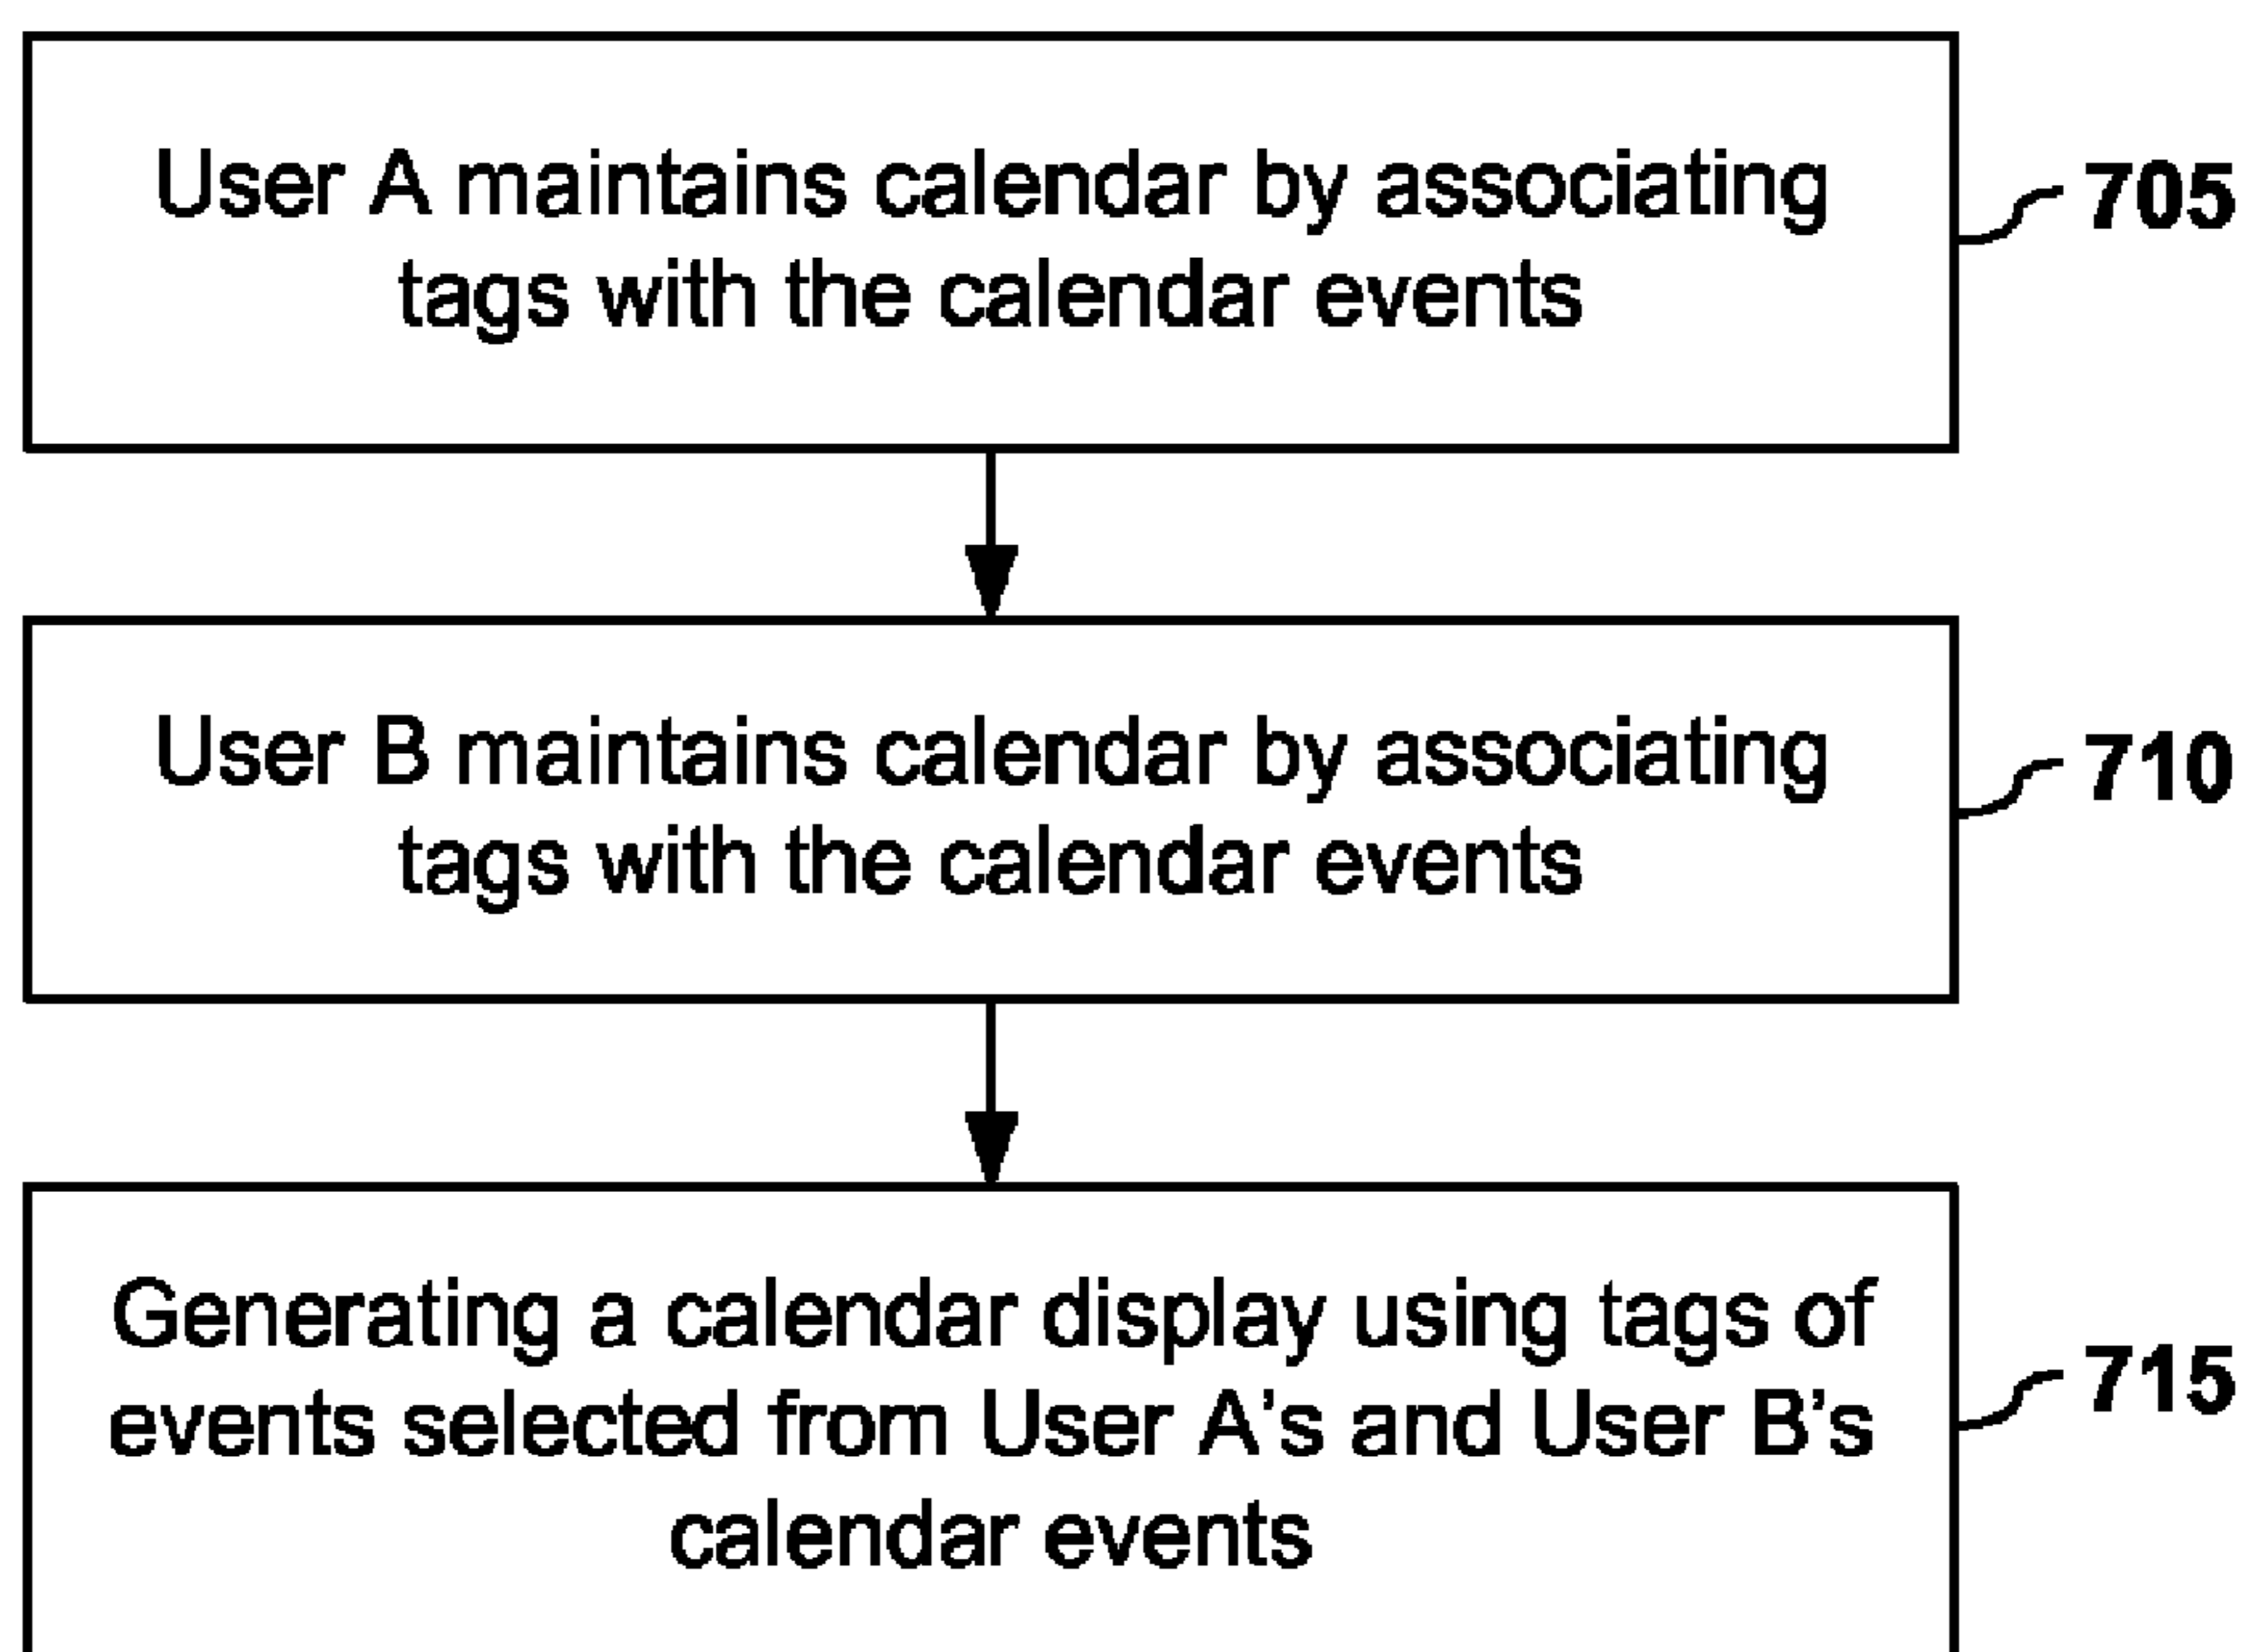 User A maintains calendar by associating
tags with the calendar events
705
User B maintains calendar by associating
tags with the calendar events
710
Generating a calendar display using tags of
events selected from User A’s and User B’s
calendar events
715